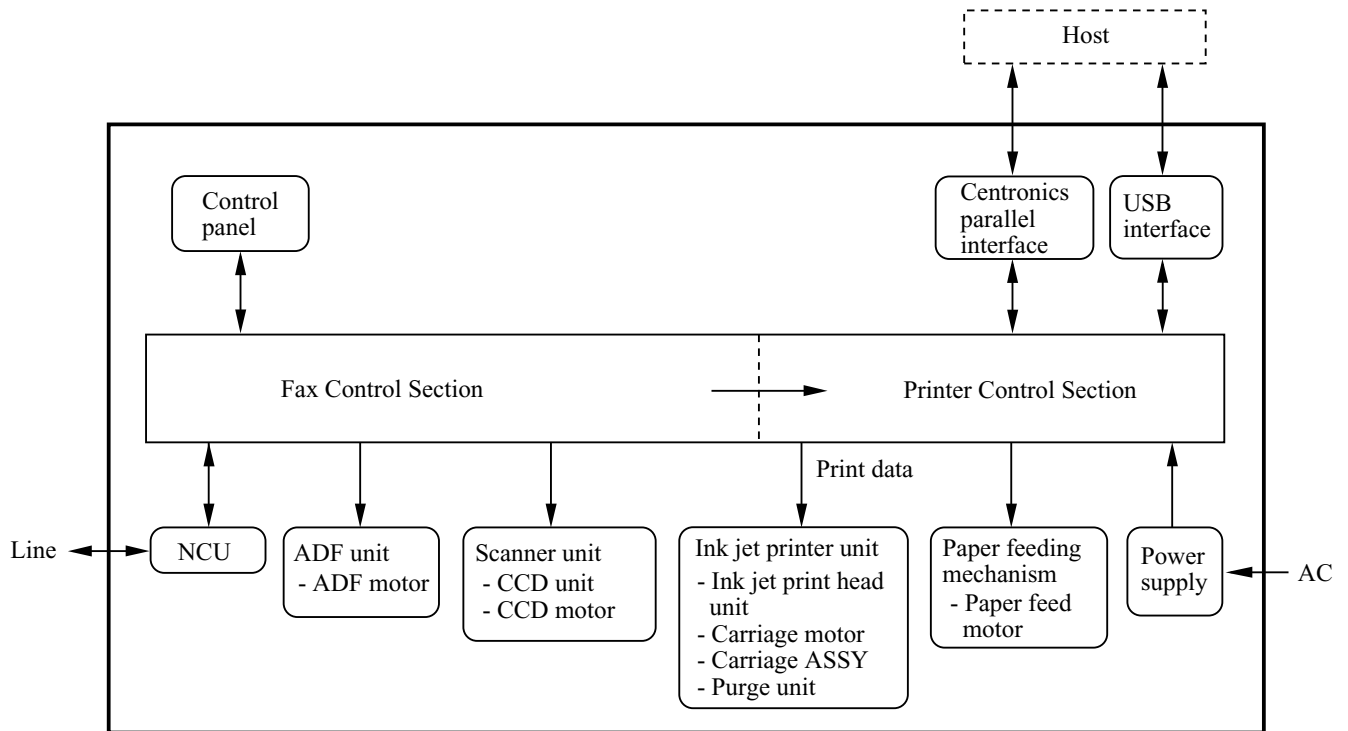 Host
Control
panel
Centronics
parallel
interface
USB
interface
Fax Control Section
Printer Control Section
Print data
Line
NCU
ADF unit
- ADF motor
Scanner unit
- CCD unit
- CCD motor
Ink jet printer unit
- Ink jet print head
unit
- Carriage motor
- Carriage ASSY
- Purge unit
Paper feeding
mechanism
- Paper feed
motor
Power
supply
AC